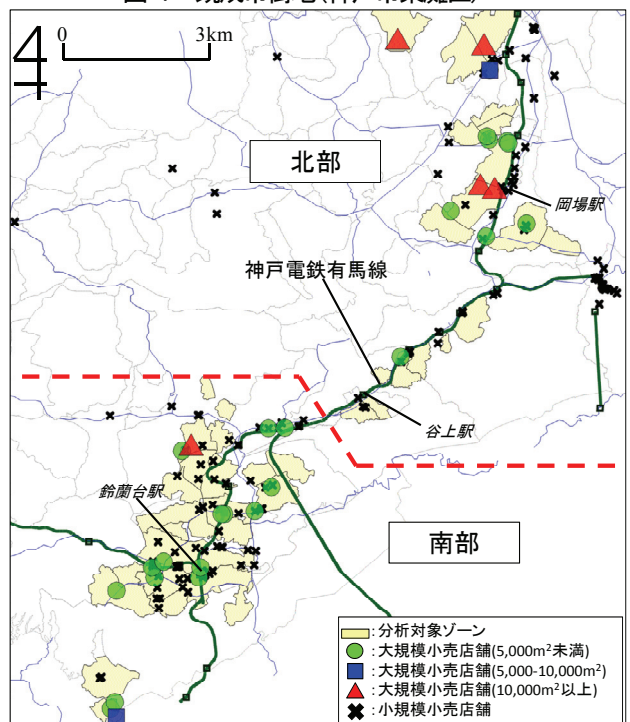 0 3km
北部
岡場駅
神戸電鉄有馬線
谷上駅
鈴蘭台駅
南部
:分析対象ゾーン
:大規模小売店舗(5,000m²未満)
:大規模小売店舗(5,000-10,000m²)
:大規模小売店舗(10,000m²以上)
:小規模小売店舗